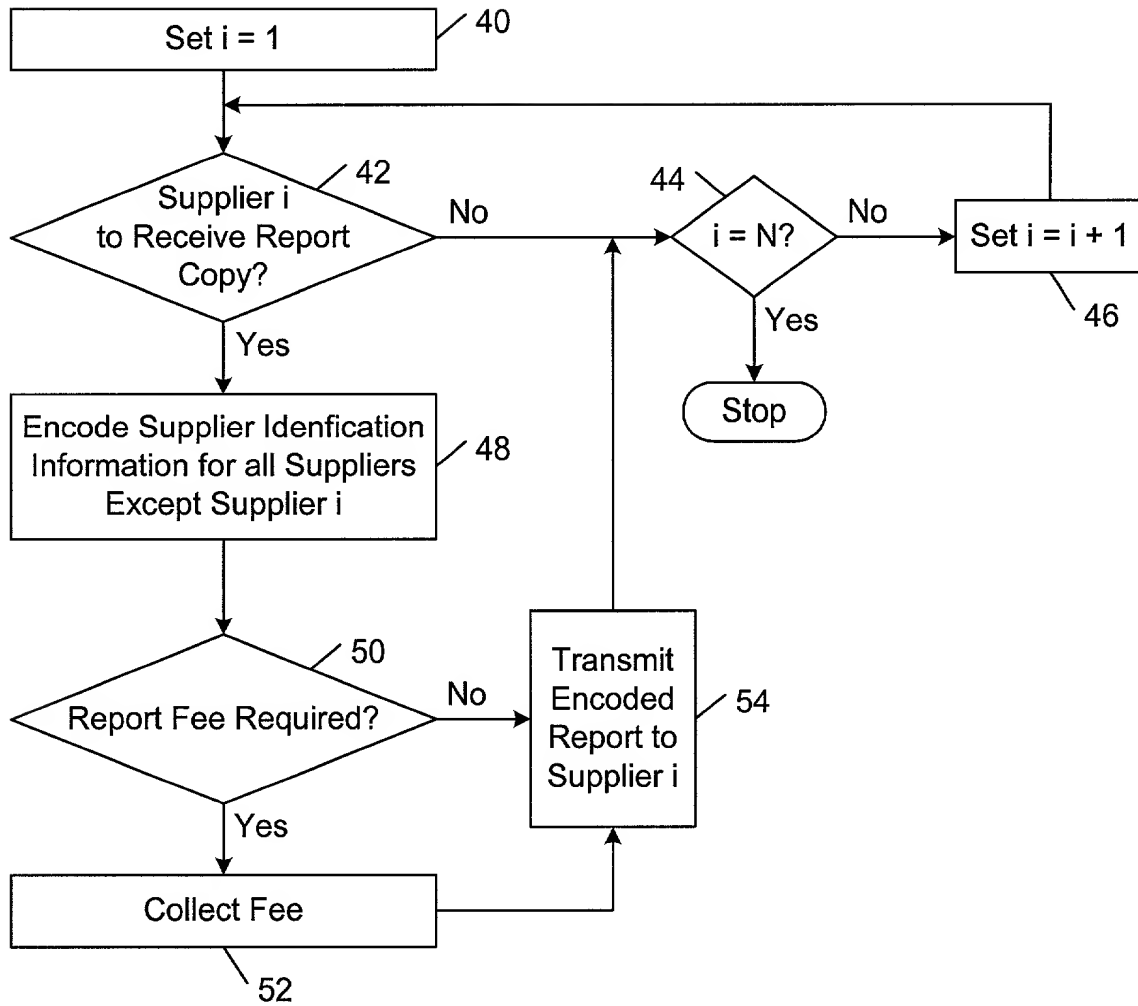 Set i = 1
40
Supplier i
to Receive Report
Copy?
42
No
Yes
44
i = N?
No
Yes
Set i = i + 1
46
Stop
Encode Supplier Idenfication
Information for all Suppliers
Except Supplier i
48
Report Fee Required?
50
No
Yes
Transmit
Encoded
Report to
Supplier i
54
Collect Fee
52